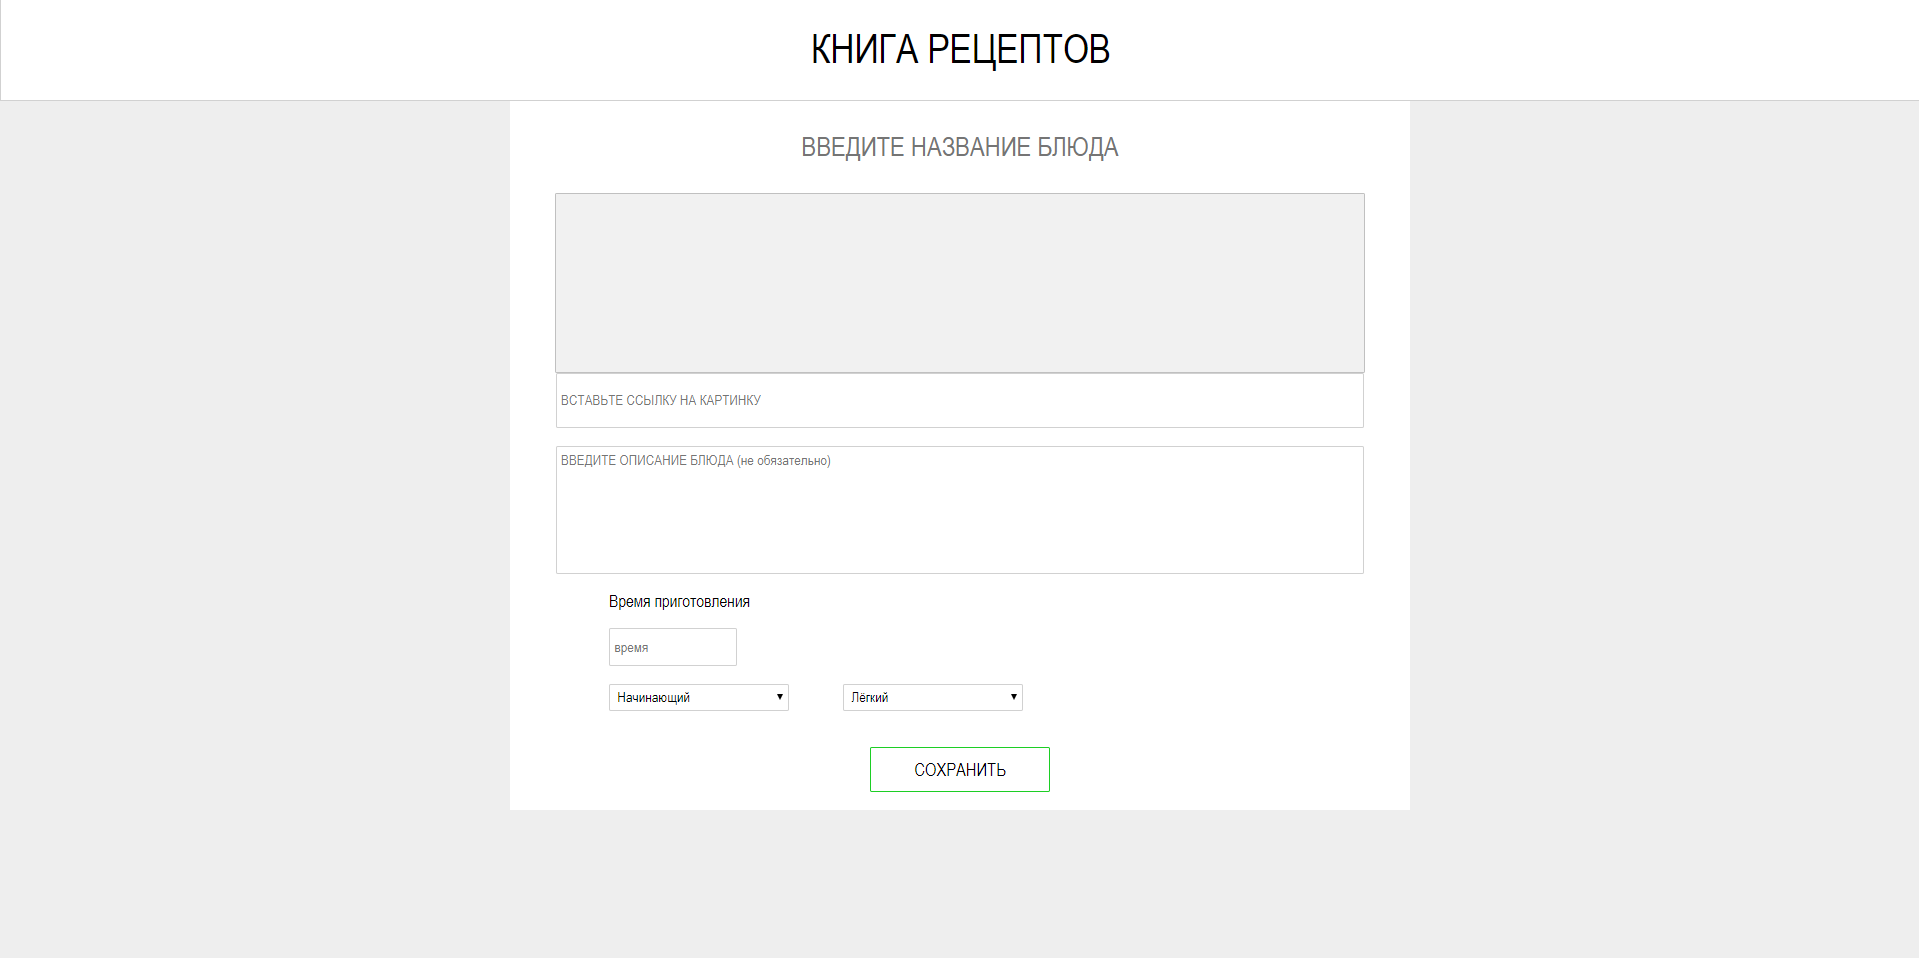 КНИГА РЕЦЕПТОВ
ВВЕДИТЕ НАЗВАНИЕ БЛЮДА
ВСТАВЬТЕ ССЫЛКУ НА КАРТИНКУ
ВВЕДИТЕ ОПИСАНИЕ БЛЮДА (не обязательно)
Время приготовления
время
Начинающий Лёгкий
СОХРАНИТЬ